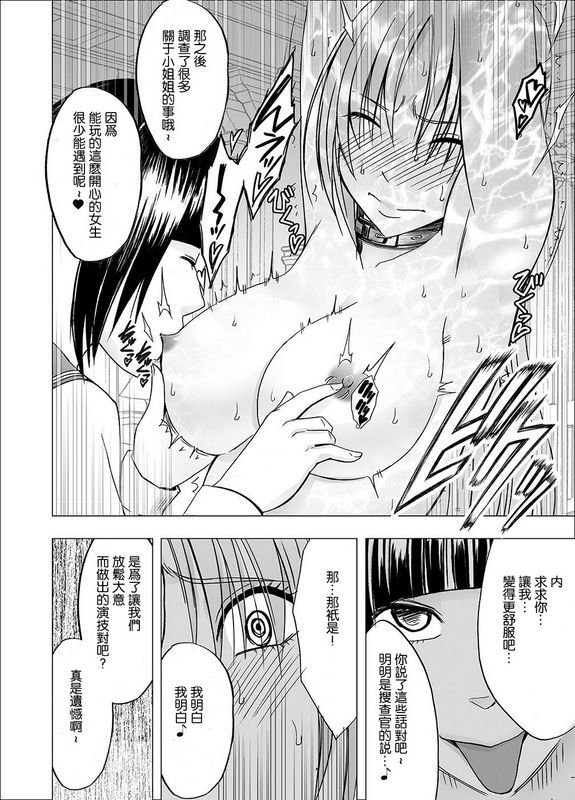 那之後
調查了很多
關于小姐姐的事哦~
因爲
能玩的這麽開心的女生
很少能遇到呢~♥
内
求求你…
讓我…
變得更舒服吧…
你說了這些話對吧~
明明是搜查官的說…♪
那…那衹是！
我明白
我明白♪
是爲了讓我們
放鬆大意
而做出的演技對吧？
真是遺憾啊~